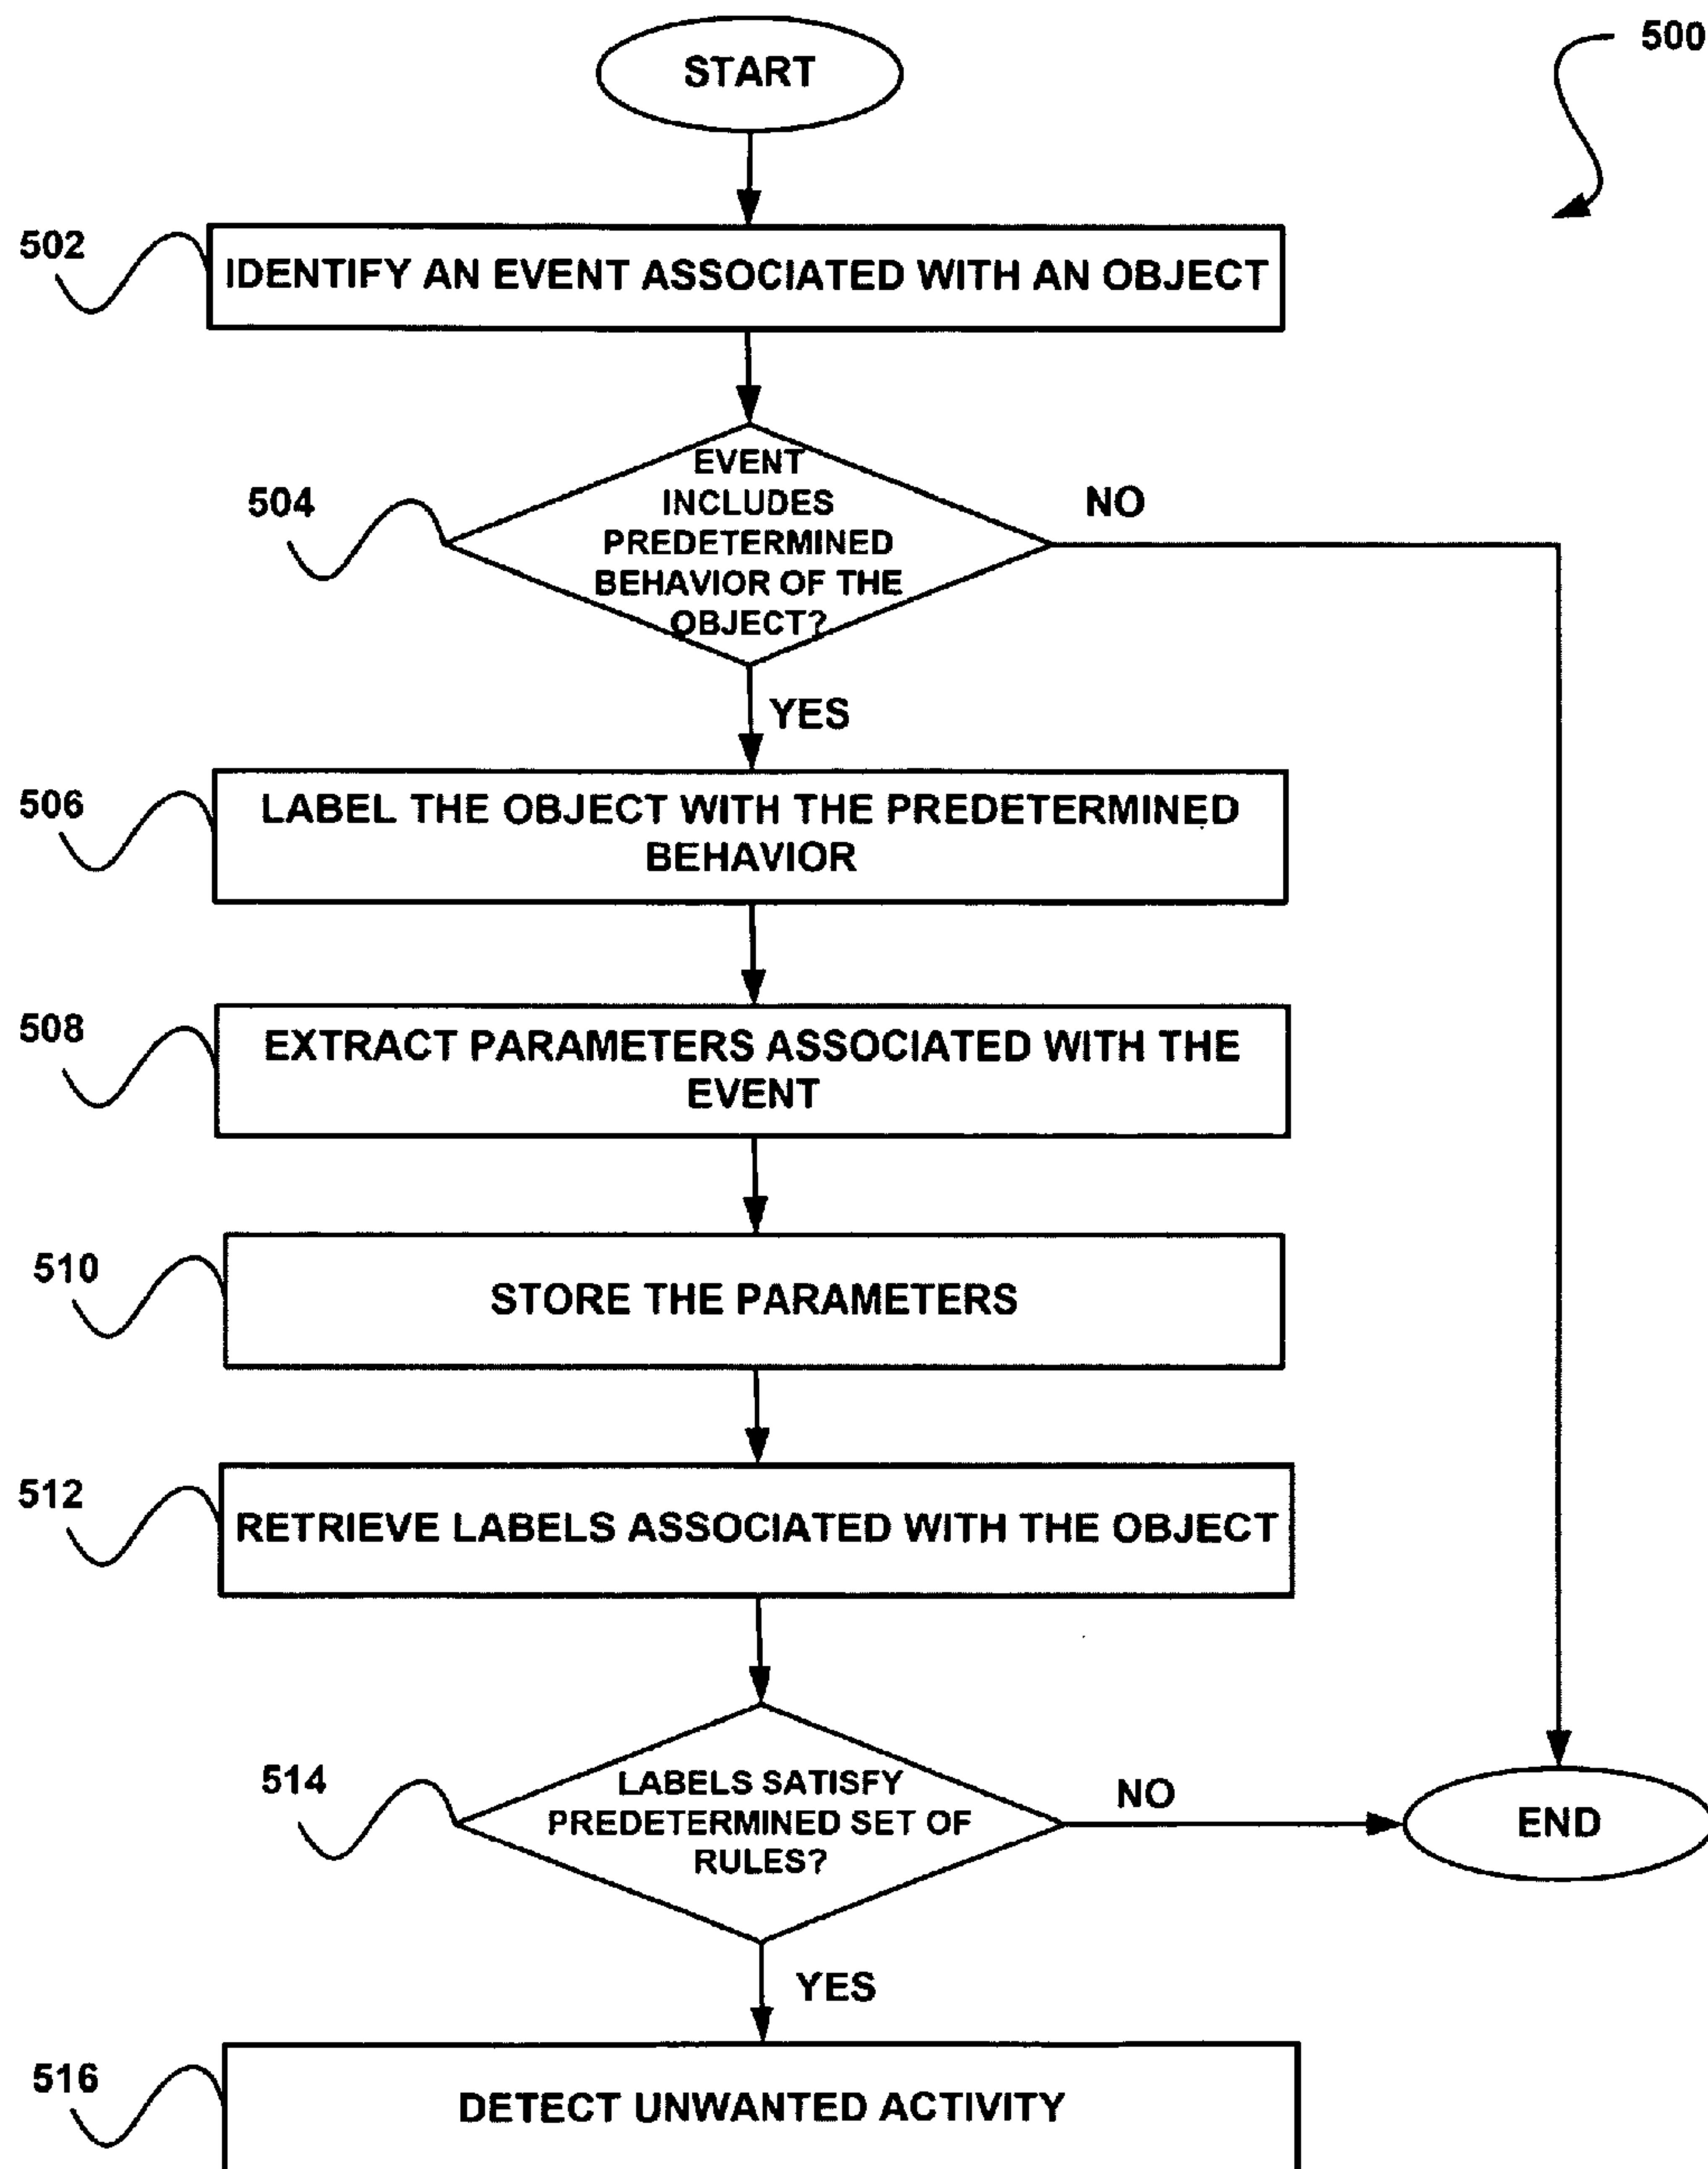 START
500
502
IDENTIFY AN EVENT ASSOCIATED WITH AN OBJECT
504
EVENT
INCLUDES
PREDETERMINED
BEHAVIOR OF THE
OBJECT?
NO
YES
506
LABEL THE OBJECT WITH THE PREDETERMINED
BEHAVIOR
508
EXTRACT PARAMETERS ASSOCIATED WITH THE
EVENT
510
STORE THE PARAMETERS
512
RETRIEVE LABELS ASSOCIATED WITH THE OBJECT
514
LABELS SATISFY
PREDETERMINED SET OF
RULES?
NO
END
YES
516
DETECT UNWANTED ACTIVITY